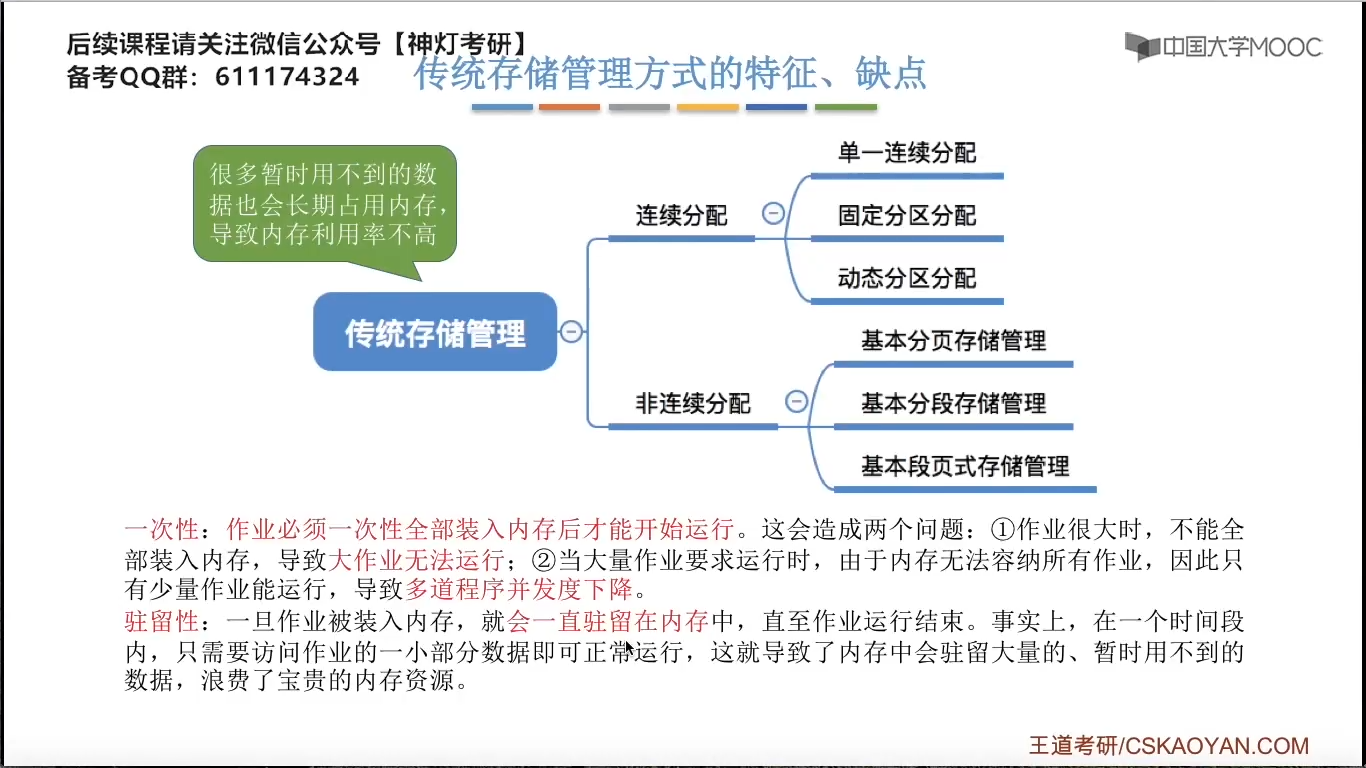 后续课程请关注微信公众号【神灯考研】
备考QQ群：611174324
中国大学MOOC
传统存储管理方式的特征、缺点
很多暂时用不到的数
据也会长期占用内存，
导致内存利用率不高
传统存储管理
连续分配
单一连续分配
固定分区分配
动态分区分配
非连续分配
基本分页存储管理
基本分段存储管理
基本段页式存储管理
一次性：作业必须一次性全部装入内存后才能开始运行。这会造成两个问题：①作业很大时，不能全
部装入内存，导致大作业无法运行；②当大量作业要求运行时，由于内存无法容纳所有作业，因此只
有少量作业能运行，导致多道程序并发度下降。
驻留性：一旦作业被装入内存，就会一直驻留在内存中，直至作业运行结束。事实上，在一个时间段
内，只需要访问作业的一小部分数据即可正常运行，这就导致了内存中会驻留大量的、暂时用不到的
数据，浪费了宝贵的内存资源。
王道考研/CSKAOYAN.COM